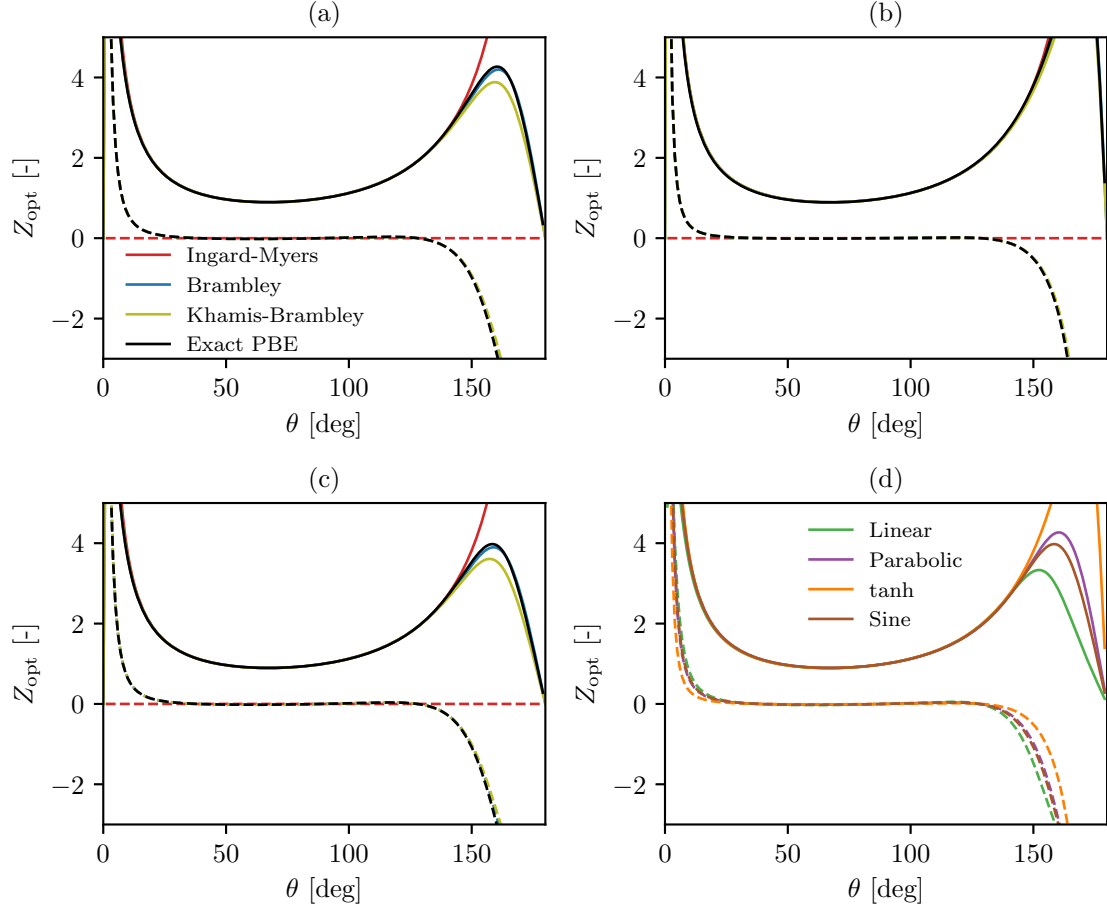 (a)
4
2
0
−2
Z_opt [-]
Ingard-Myers
Brambley
Khamis-Brambley
Exact PBE
0 50 100 150
θ [deg]
(b)
4
2
0
−2
Z_opt [-]
0 50 100 150
θ [deg]
(c)
4
2
0
−2
Z_opt [-]
0 50 100 150
θ [deg]
(d)
4
2
0
−2
Z_opt [-]
Linear
Parabolic
tanh
Sine
0 50 100 150
θ [deg]